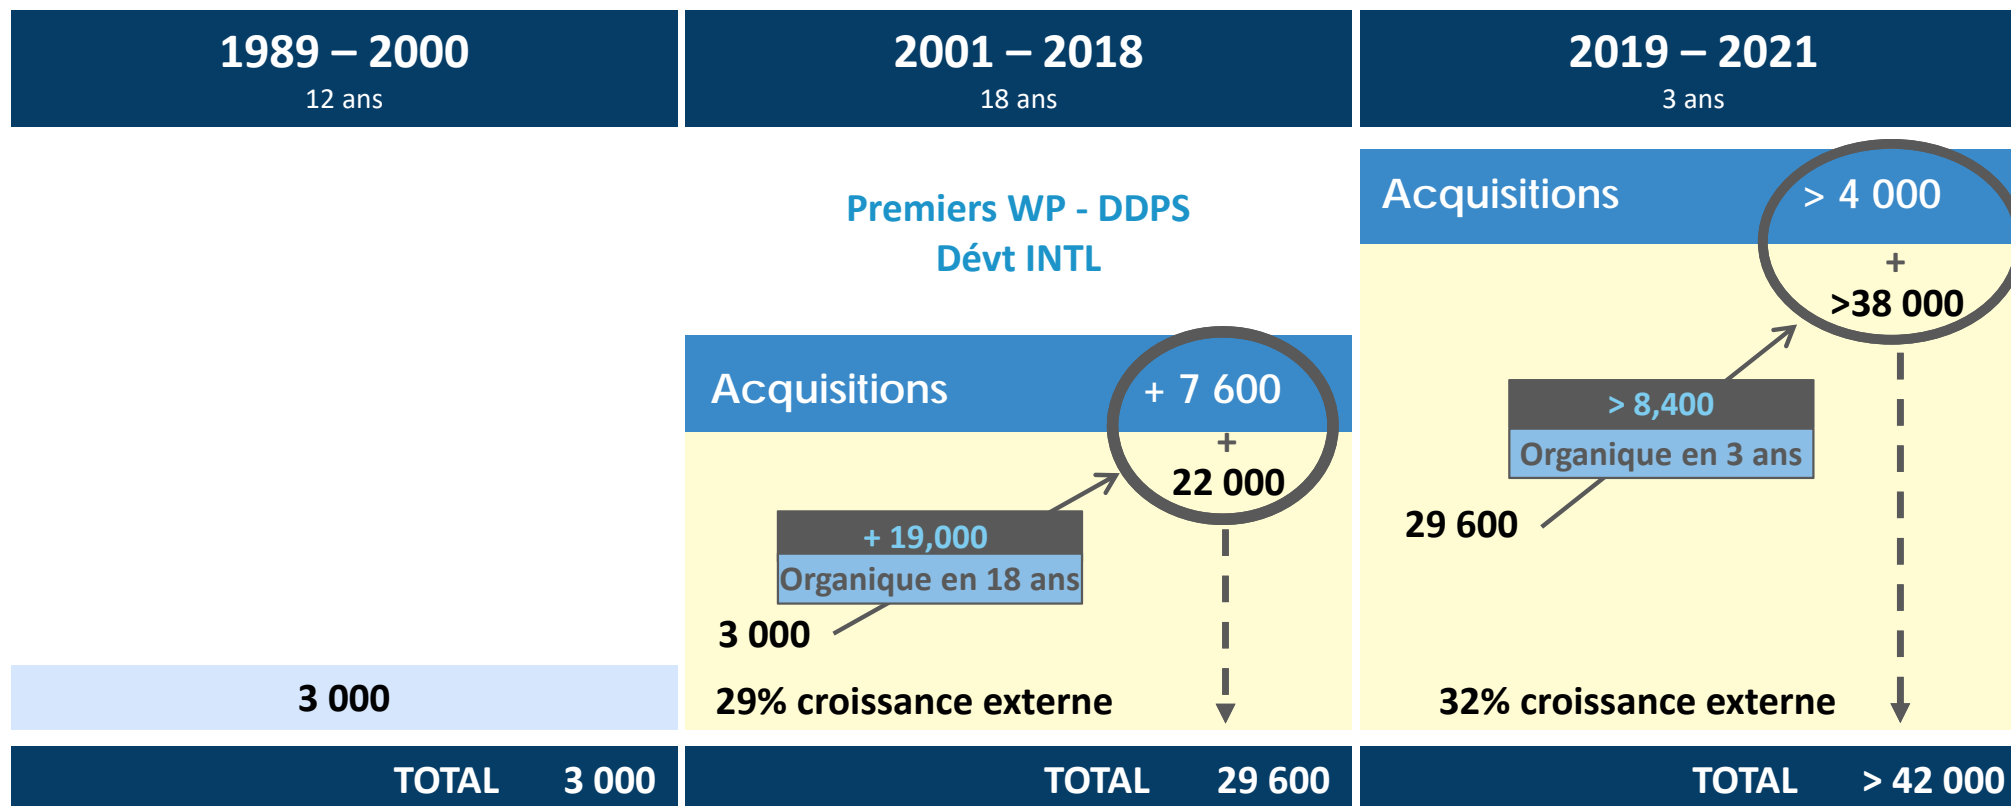 1989 – 2000
12 ans
3 000
TOTAL 3 000
2001 – 2018
18 ans
Premiers WP - DDPS
Dévt INTL
Acquisitions + 7 600
+
22 000
+ 19,000
Organique en 18 ans
3 000
29% croissance externe
TOTAL 29 600
2019 – 2021
3 ans
Acquisitions > 4 000
+
>38 000
> 8,400
Organique en 3 ans
29 600
32% croissance externe
TOTAL > 42 000